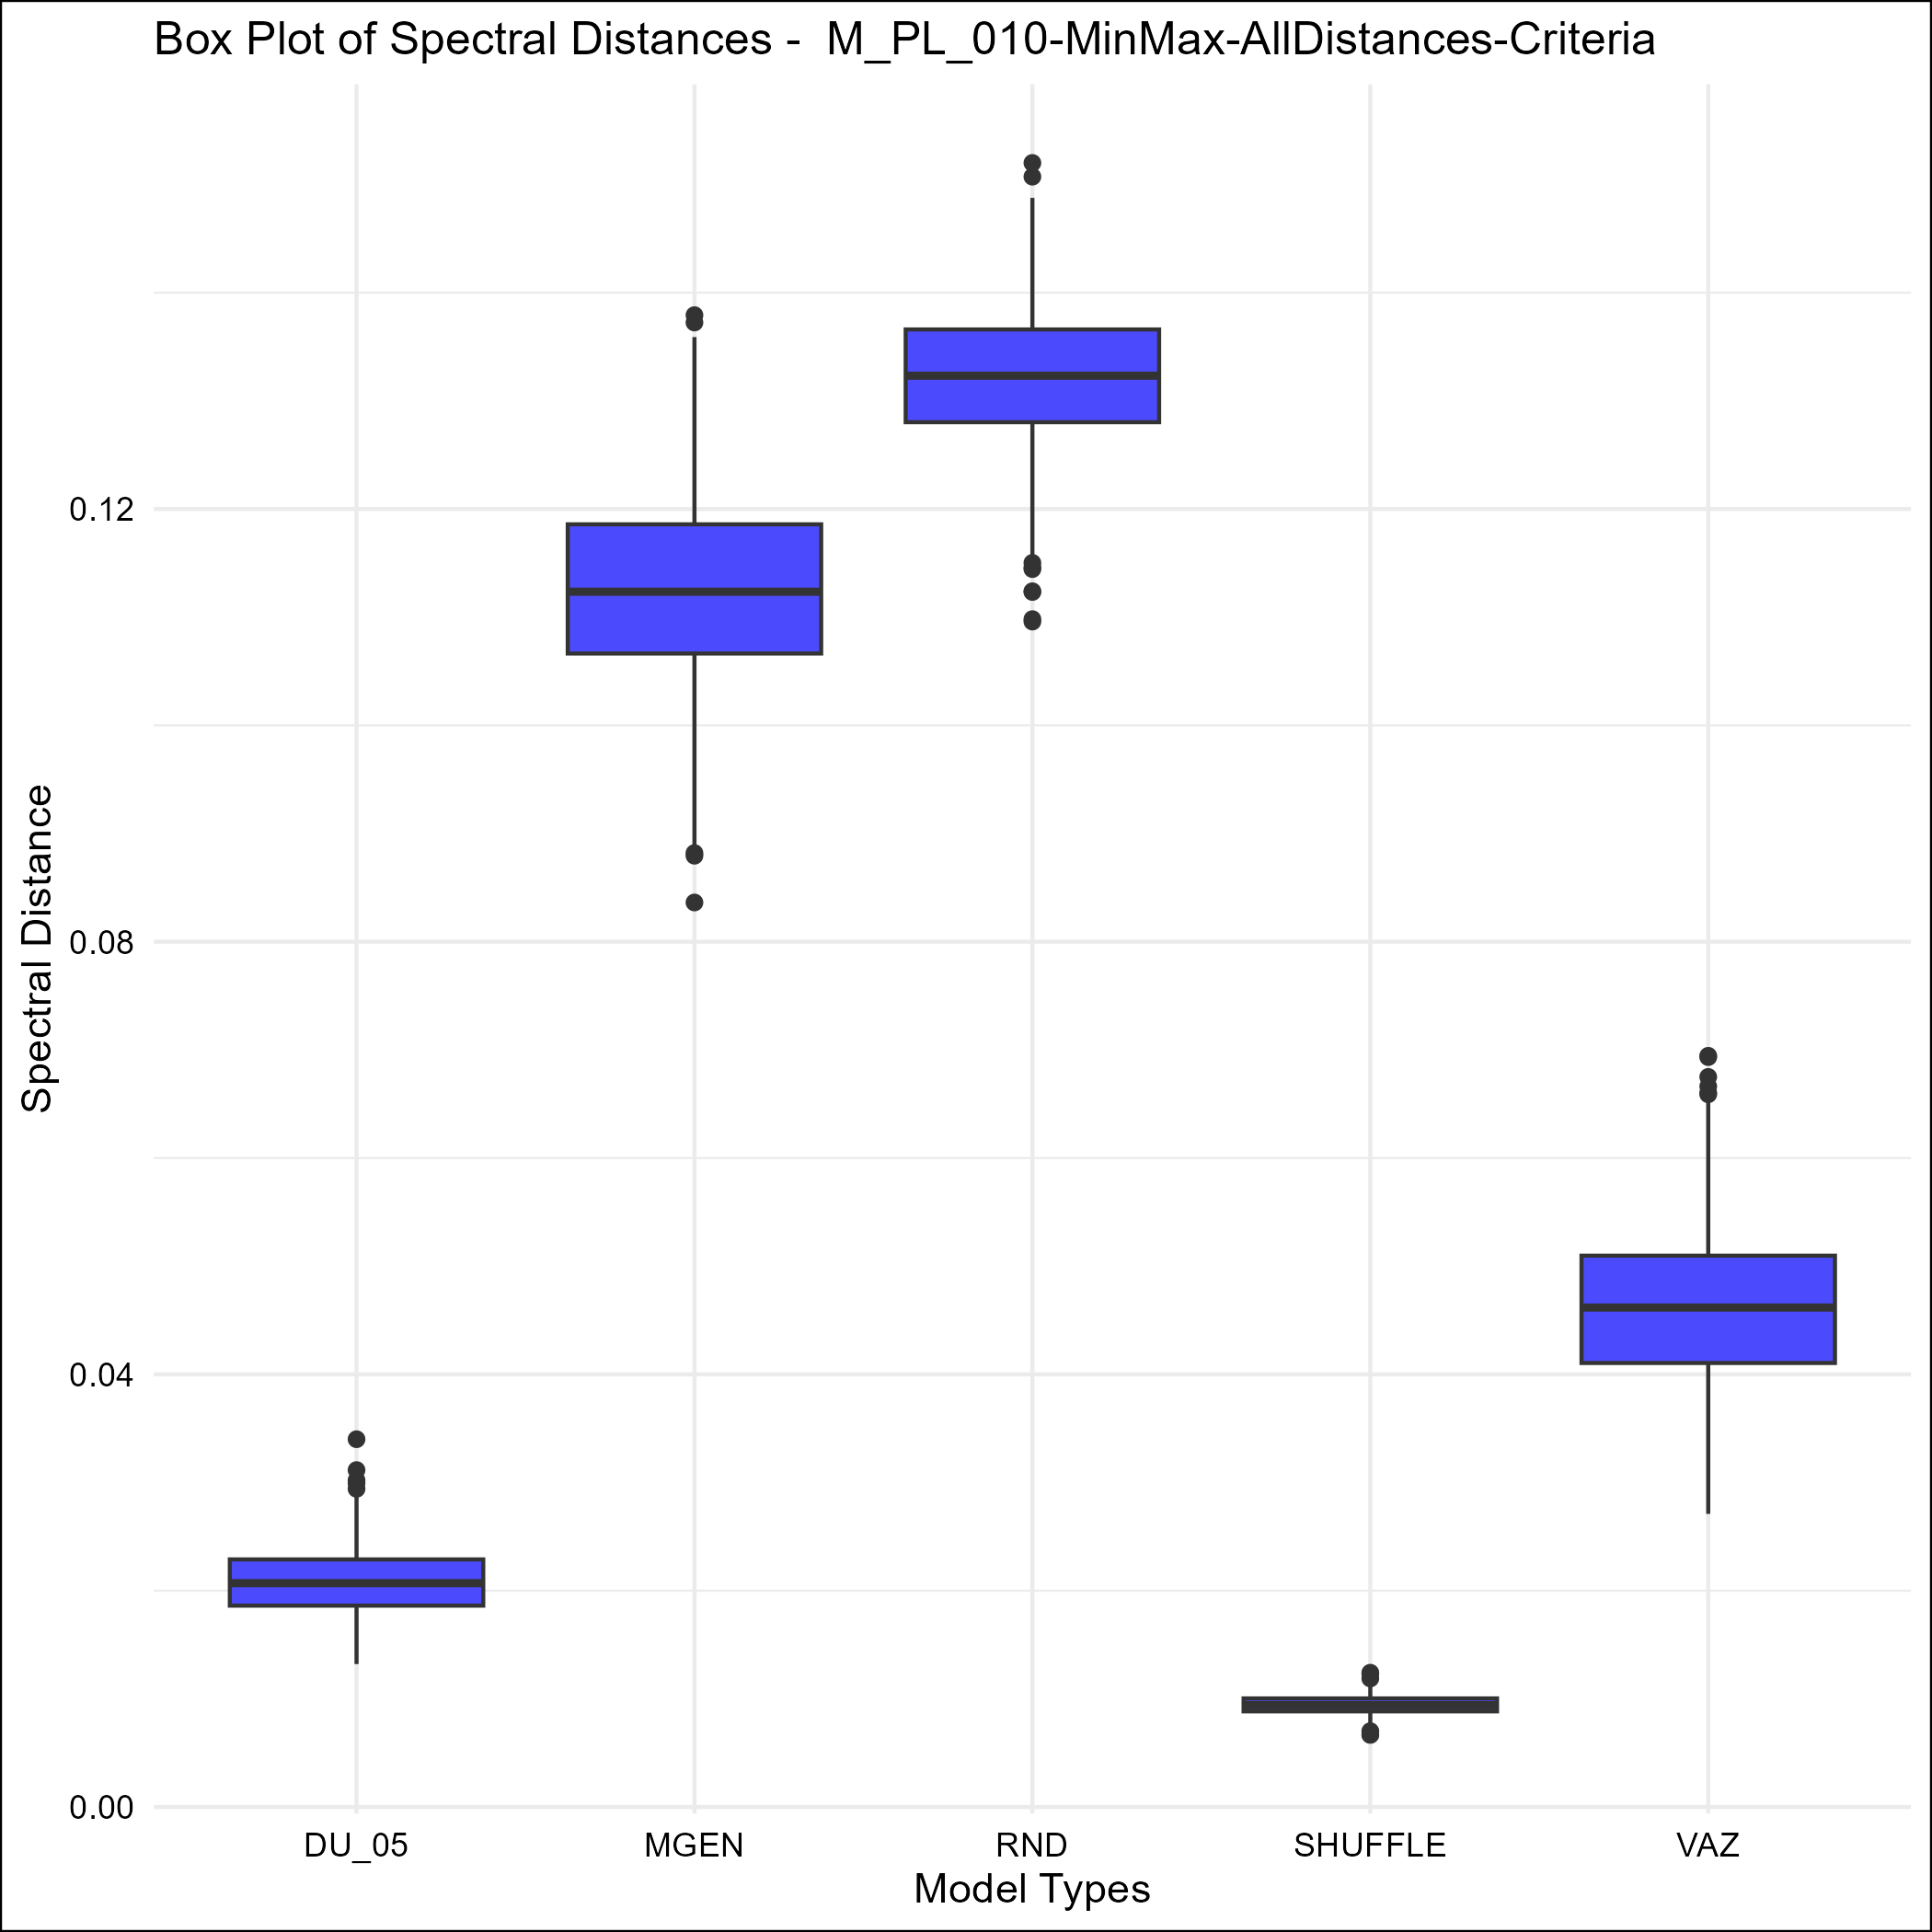 Box Plot of Spectral Distances -  M_PL_010-MinMax-AllDistances-Criteria
Spectral Distance
0.12
0.08
0.04
0.00
DU_05 MGEN RND SHUFFLE VAZ
Model Types